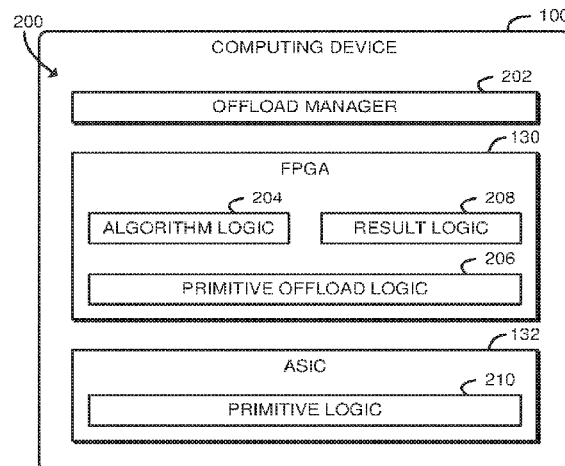 200
100
COMPUTING DEVICE
202
OFFLOAD MANAGER
130
FPGA
204
208
ALGORITHM LOGIC
RESULT LOGIC
206
PRIMITIVE OFFLOAD LOGIC
132
ASIC
210
PRIMITIVE LOGIC